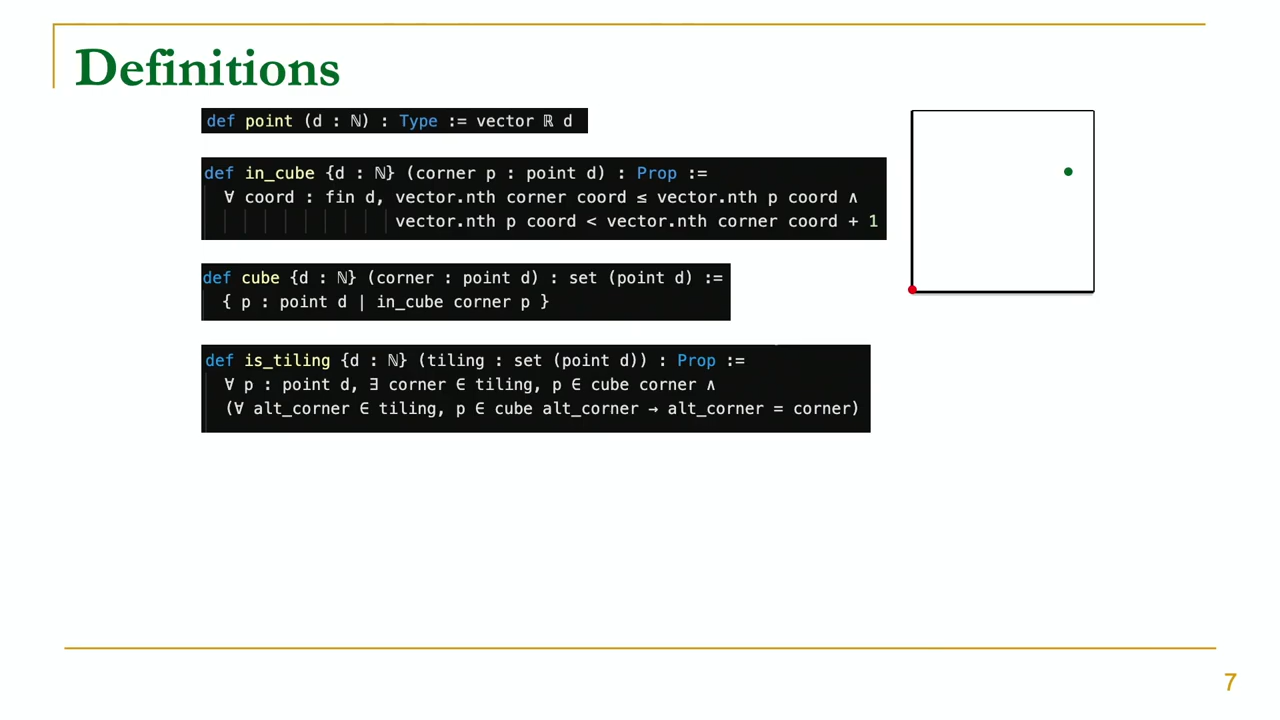 Definitions
def point (d : ℕ) : Type := vector ℝ d
def in_cube {d : ℕ} (corner p : point d) : Prop :=
∀ coord : fin d, vector.nth corner coord ≤ vector.nth p coord ∧
vector.nth p coord < vector.nth corner coord + 1
def cube {d : ℕ} (corner : point d) : set (point d) :=
{ p : point d | in_cube corner p }
def is_tiling {d : ℕ} (tiling : set (point d)) : Prop :=
∀ p : point d, ∃ corner ∈ tiling, p ∈ cube corner ∧
(∀ alt_corner ∈ tiling, p ∈ cube alt_corner → alt_corner = corner)
7